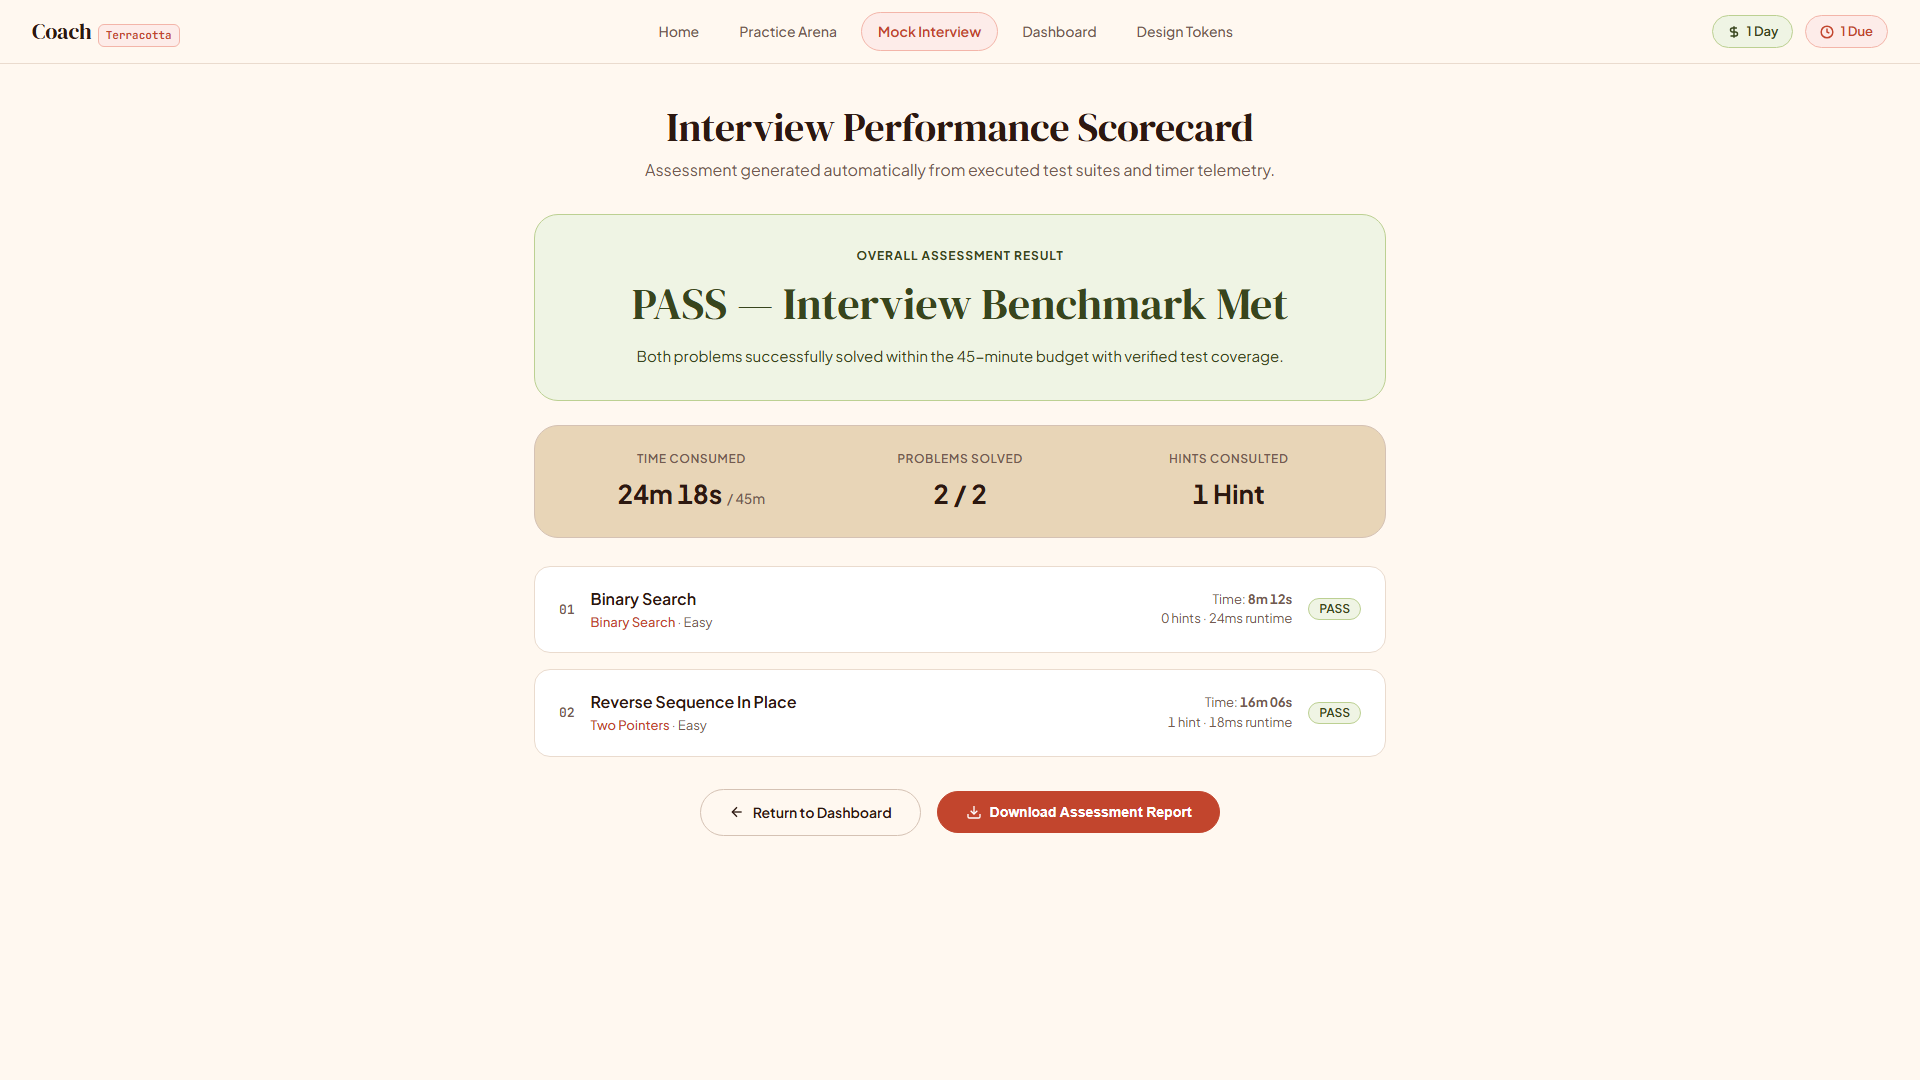 Coach Terracotta
Home Practice Arena Mock Interview Dashboard Design Tokens
$ 1 Day 1 Due
Interview Performance Scorecard
Assessment generated automatically from executed test suites and timer telemetry.
OVERALL ASSESSMENT RESULT
PASS — Interview Benchmark Met
Both problems successfully solved within the 45-minute budget with verified test coverage.
TIME CONSUMED PROBLEMS SOLVED HINTS CONSULTED
24m 18s / 45m 2 / 2 1 Hint
01 Binary Search
Binary Search · Easy
Time: 8m 12s
0 hints · 24ms runtime
PASS
02 Reverse Sequence In Place
Two Pointers · Easy
Time: 16m 06s
1 hint · 18ms runtime
PASS
← Return to Dashboard Download Assessment Report